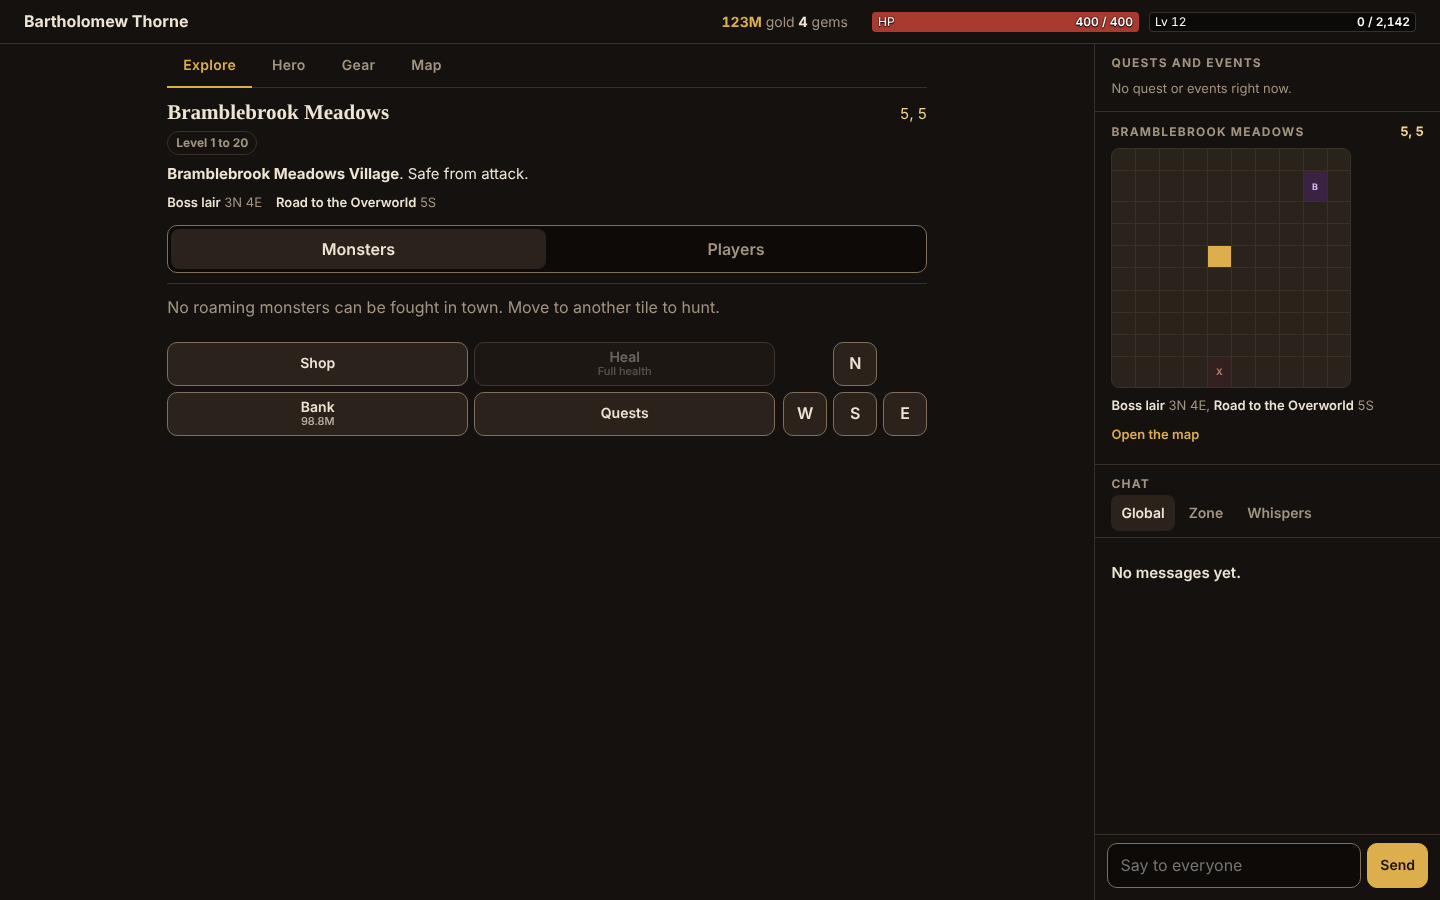 Bartholomew Thorne
123M gold 4 gems
HP 400 / 400
Lv 12 0 / 2,142
Explore Hero Gear Map
Bramblebrook Meadows 5, 5
Level 1 to 20
Bramblebrook Meadows Village. Safe from attack.
Boss lair 3N 4E Road to the Overworld 5S
Monsters Players
No roaming monsters can be fought in town. Move to another tile to hunt.
Shop
Heal
Full health
N
Bank
98.8M
Quests
W S E
QUESTS AND EVENTS
No quest or events right now.
BRAMBLEBROOK MEADOWS 5, 5
B
X
Boss lair 3N 4E, Road to the Overworld 5S
Open the map
CHAT
Global Zone Whispers
No messages yet.
Say to everyone Send